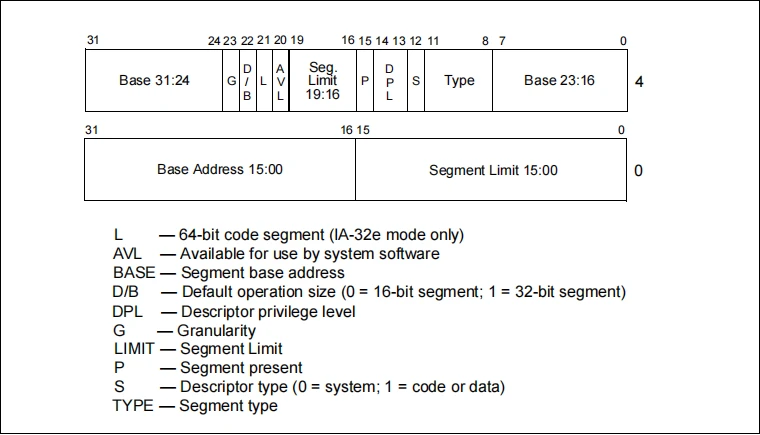 31 24 23 22 21 20 19 16 15 14 13 12 11 8 7 0
Base 31:24 G D/B L AVL Seg. Limit 19:16 P DPL S Type Base 23:16 4
31 16 15 0
Base Address 15:00 Segment Limit 15:00 0
L — 64-bit code segment (IA-32e mode only)
AVL — Available for use by system software
BASE — Segment base address
D/B — Default operation size (0 = 16-bit segment; 1 = 32-bit segment)
DPL — Descriptor privilege level
G — Granularity
LIMIT — Segment Limit
P — Segment present
S — Descriptor type (0 = system; 1 = code or data)
TYPE — Segment type